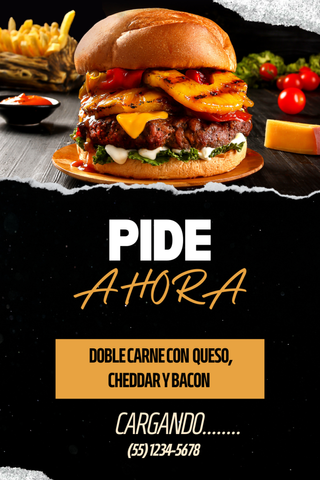 PIDE
AHORA
DOBLE CARNE CON QUESO,
CHEDDAR Y BACON
CARGANDO........
(55) 1234-5678